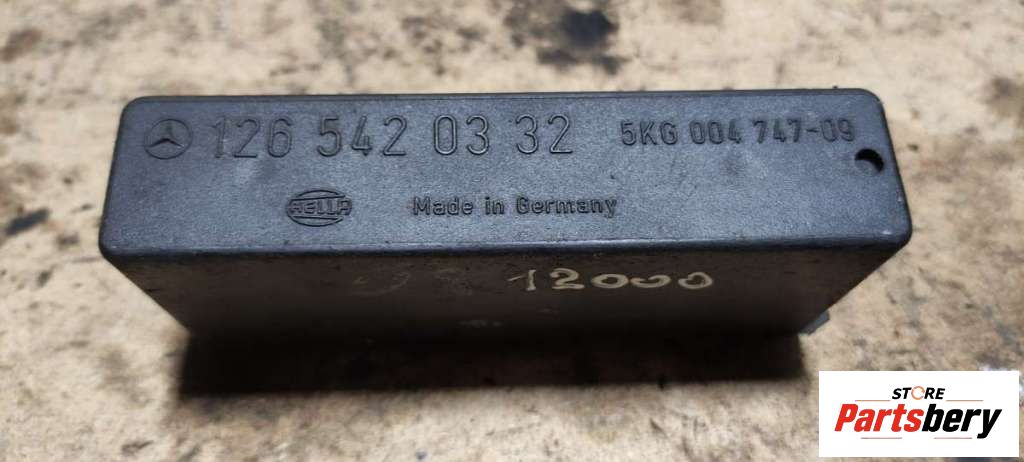 126 542 03 32 5KG 004 747-09
HELLA Made in Germany
12000
STORE
Partsbery